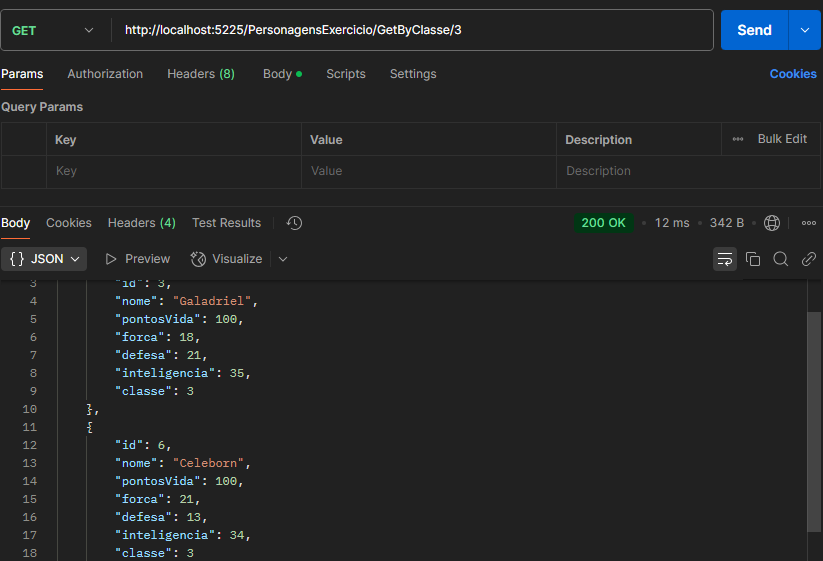 GET http://localhost:5225/PersonagensExercicio/GetByClasse/3 Send
Params Authorization Headers (8) Body Scripts Settings Cookies
Query Params
Key Value Description Bulk Edit
Key Value Description
Body Cookies Headers (4) Test Results 200 OK 12 ms 342 B
{} JSON Preview Visualize
3 "id": 3,
4 "nome": "Galadriel",
5 "pontosVida": 100,
6 "forca": 18,
7 "defesa": 21,
8 "inteligencia": 35,
9 "classe": 3
10 },
11 {
12 "id": 6,
13 "nome": "Celeborn",
14 "pontosVida": 100,
15 "forca": 21,
16 "defesa": 13,
17 "inteligencia": 34,
18 "classe": 3